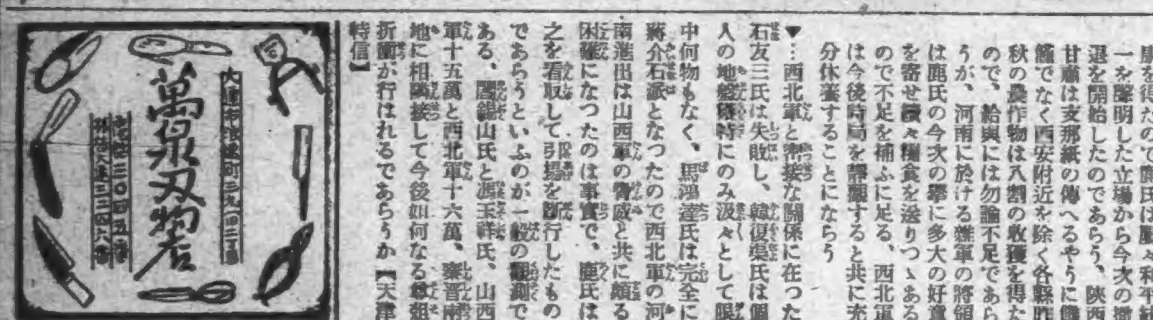 康を得たので鹿氏は屡々和平統
一を聲明した立場から今次の撤
退を開始したのであらう、陝西
甘肅は支那紙の傳へるやうに饑
饉でなく西安附近を除く各縣昨
秋の農作物は八割の收穫を得た
ので、給與には勿論不足であら
うが、河南に於ける雜軍の將領
は鹿氏の今次の擧に多大の好意
を寄せ續々糧食を送りつゝある
ので不足を補ふに足る、西北軍
は今後時局を靜觀すると共に充
分休養することにならう
▼…西北軍と密接な關係に在つた
石友三氏は失敗し、韓復榘氏は個
人の地盤維持にのみ汲々として眼
中何物もなく、馬鴻逵氏は完全に
蔣介石派となつたので西北軍の河
南進出は山西軍の脅威と共に頗る
困難になつたのは事實で、鹿氏は
之を看取して引揚を斷行したもの
であらうといふのが一般の觀測で
ある、閻錫山氏と馮玉祥氏、山西
軍十五萬と西北軍十六萬、秦晋兩
地に相隣接して今後如何なる
折衝が行はれるであらうか【天津
特信】
大連市浪速町二丁目
萬泉刃物店